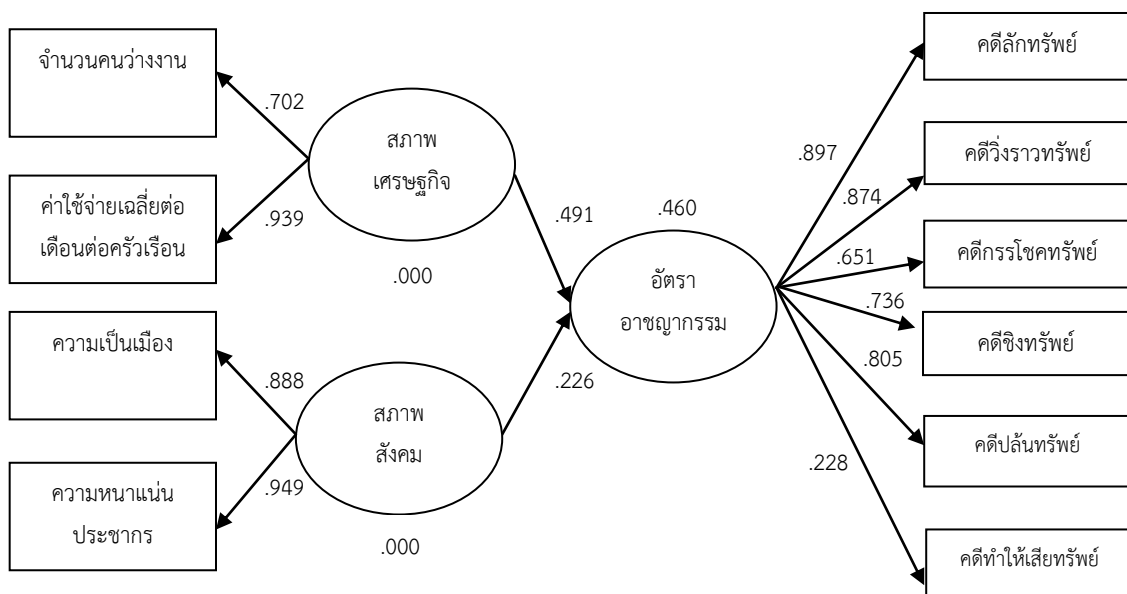 จำนวนคนว่างงาน
.702
ค่าใช้จ่ายเฉลี่ยต่อ
เดือนต่อครัวเรือน
.939
สภาพ
เศรษฐกิจ
.000
.491
ความเป็นเมือง
.888
ความหนาแน่น
ประชากร
.949
สภาพ
สังคม
.000
.226
.460
อัตรา
อาชญากรรม
.897
คดีลักทรัพย์
.874
คดีวิ่งราวทรัพย์
.651
คดีกรรโชคทรัพย์
.736
คดีชิงทรัพย์
.805
คดีปล้นทรัพย์
.228
คดีทำให้เสียทรัพย์